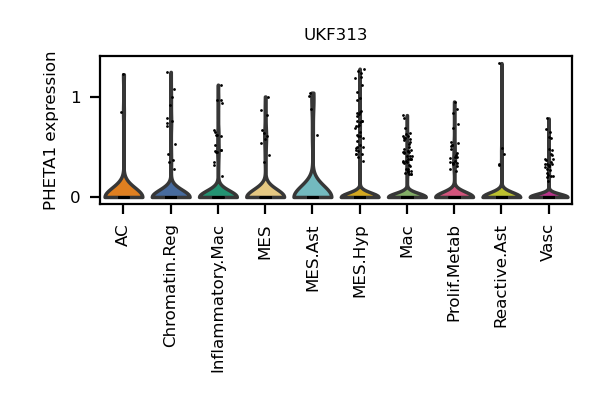 UKF313
PHETA1 expression
1
0
AC
Chromatin.Reg
Inflammatory.Mac
MES
MES.Ast
MES.Hyp
Mac
Prolif.Metab
Reactive.Ast
Vasc